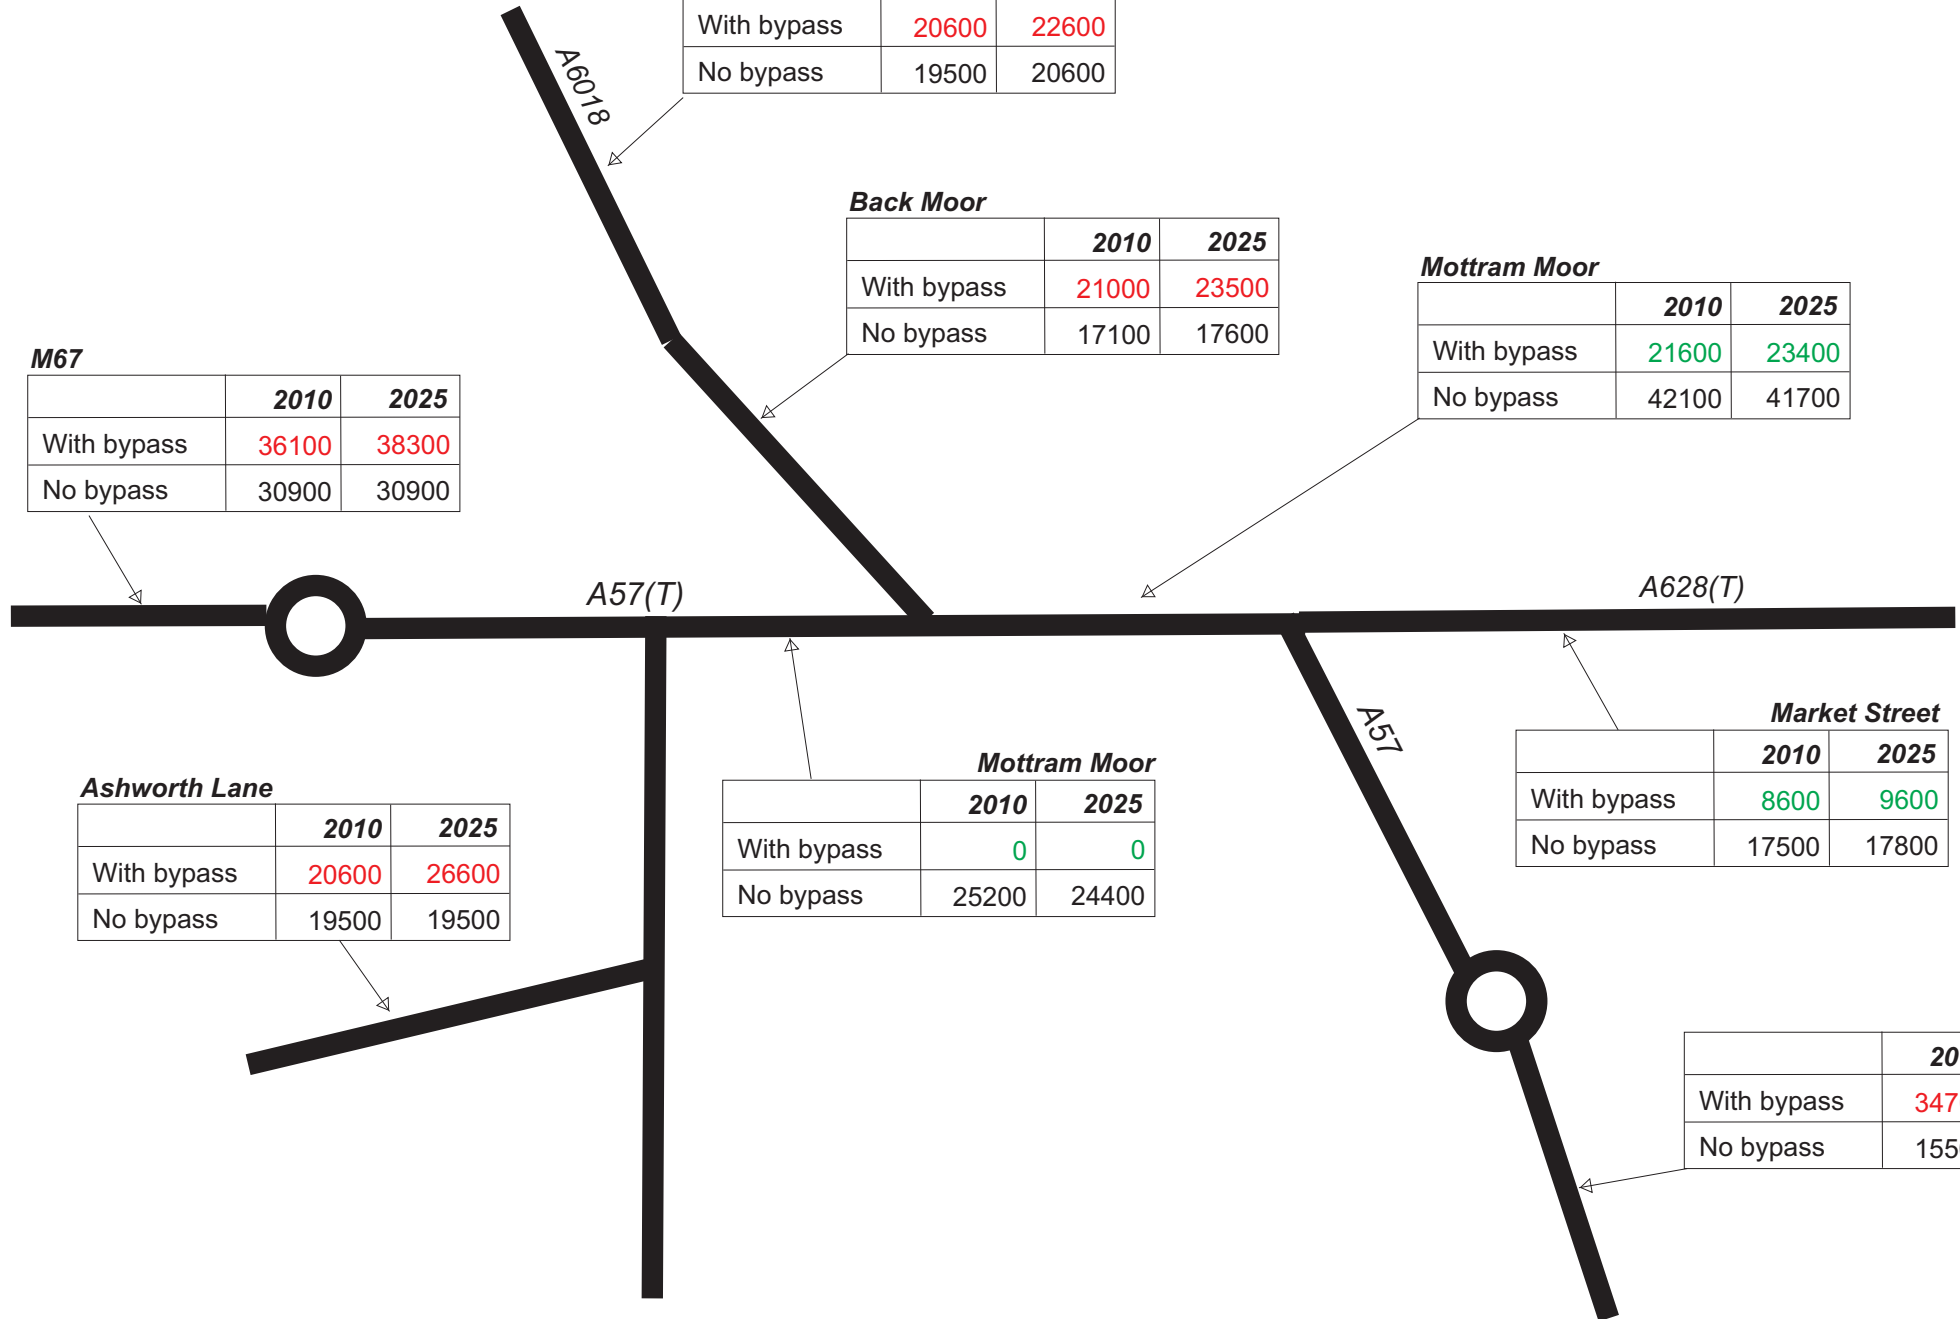 With bypass 20600 22600
No bypass 19500 20600
A6018
Back Moor
2010 2025
With bypass 21000 23500
No bypass 17100 17600
Mottram Moor
2010 2025
With bypass 21600 23400
No bypass 42100 41700
M67
2010 2025
With bypass 36100 38300
No bypass 30900 30900
A57(T)
A628(T)
A57
Market Street
2010 2025
With bypass 8600 9600
No bypass 17500 17800
Mottram Moor
2010 2025
With bypass 0 0
No bypass 25200 24400
Ashworth Lane
2010 2025
With bypass 20600 26600
No bypass 19500 19500
20
With bypass 347
No bypass 155